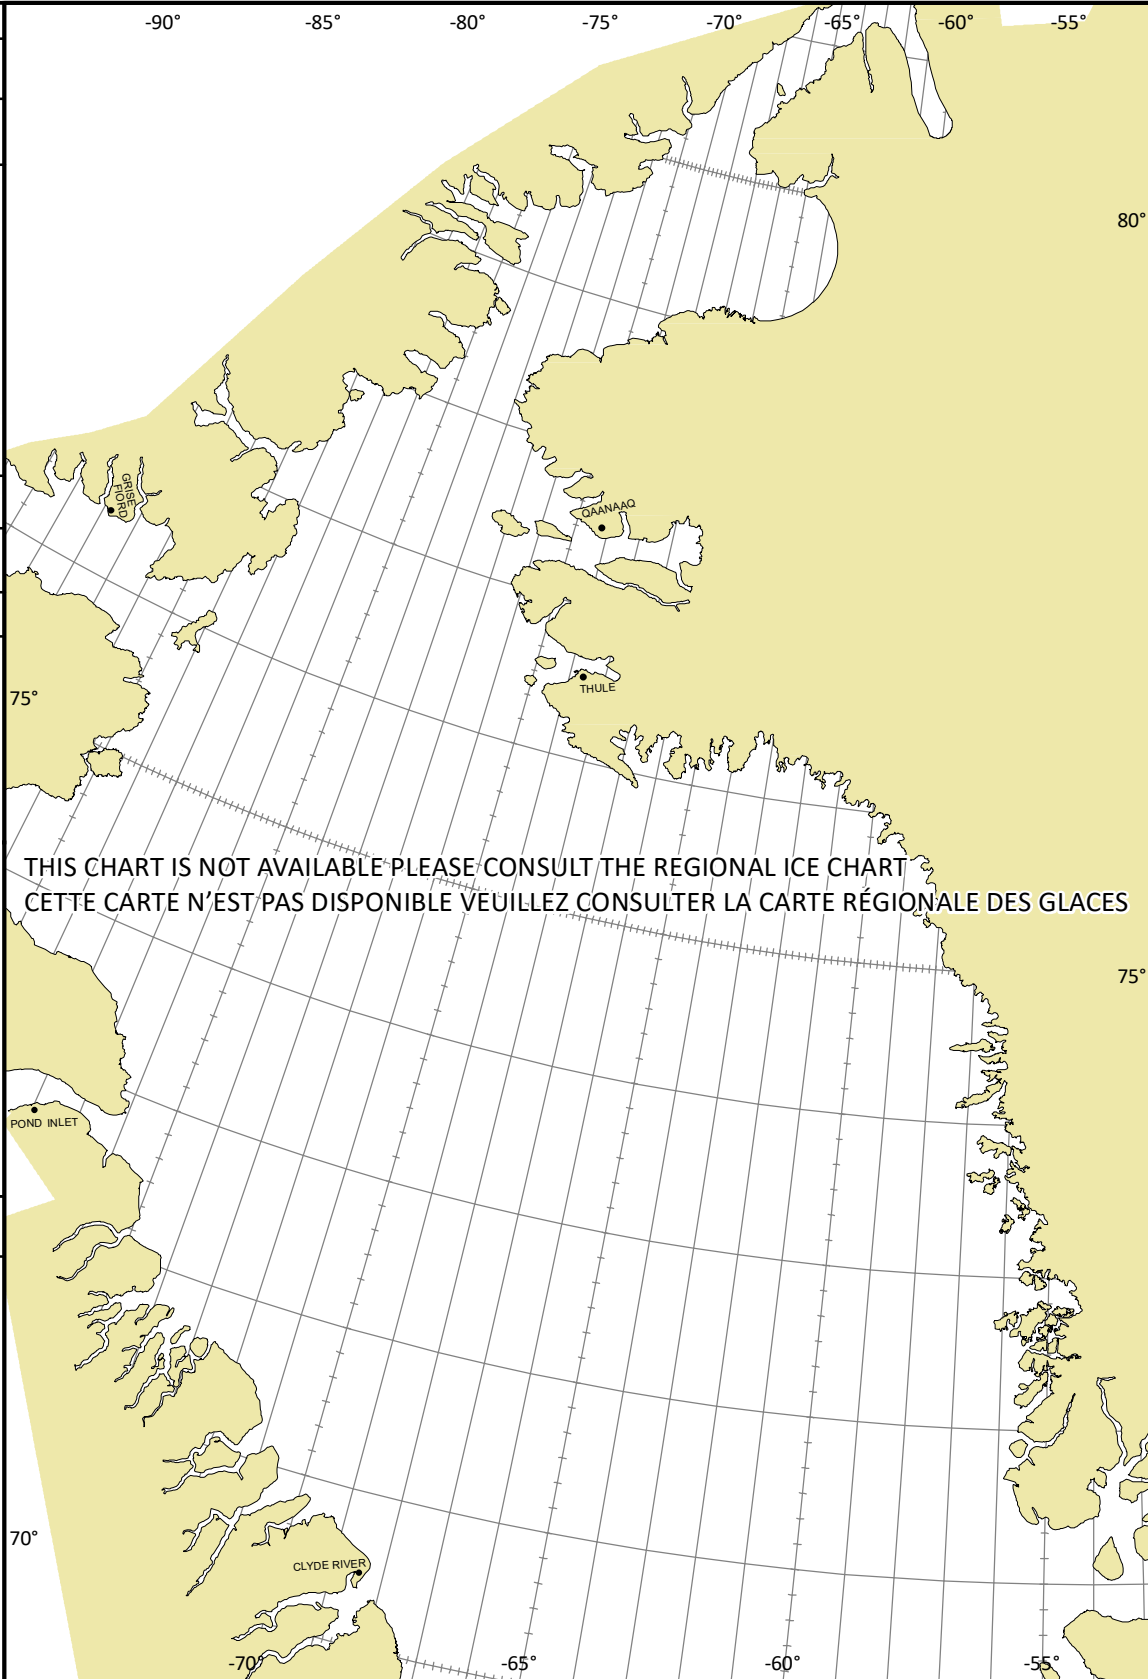 -90° -85° -80° -75° -70° -65° -60° -55°
80°
GRISE
FIORD
QAANAAQ
THULE
75°
THIS CHART IS NOT AVAILABLE PLEASE CONSULT THE REGIONAL ICE CHART
CETTE CARTE N'EST PAS DISPONIBLE VEUILLEZ CONSULTER LA CARTE RÉGIONALE DES GLACES
75°
POND INLET
70°
CLYDE RIVER
-70° -65° -60° -55°